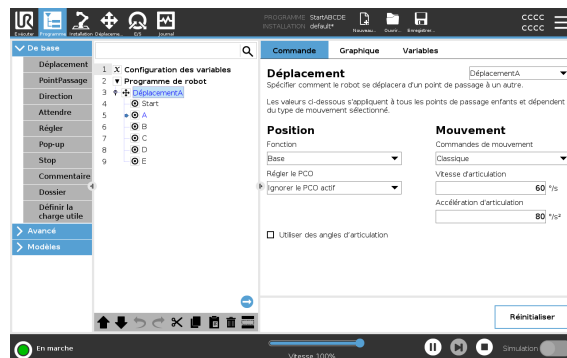 UR
Exécuter Programme Installation Déplaceme... E/S Journal
PROGRAMME StartABCDE
INSTALLATION default*
Nouveau... Ouvrir... Enregistrer...
CCCC
CCCC
De base
Déplacement
PointPassage
Direction
Attendre
Régler
Pop-up
Stop
Commentaire
Dossier
Définir la
charge utile
Avancé
Modèles
1 X Configuration des variables
2 Programme de robot
3 DéplacementA
4 Start
5 A
6 B
7 C
8 D
9 E
Commande Graphique Variables
Déplacement
DéplacementA
Spécifier comment le robot se déplacera d'un point de passage à un autre.
Les valeurs ci-dessous s'appliquent à tous les points de passage enfants et dépendent
du type de mouvement sélectionné.
Position
Fonction
Base
Régler le PCO
Ignorer le PCO actif
Mouvement
Commandes de mouvement
Classique
Vitesse d'articulation
60 °/s
Accélération d'articulation
80 °/s²
Utiliser des angles d'articulation
Réinitialiser
En marche
Vitesse 100%
Simulation